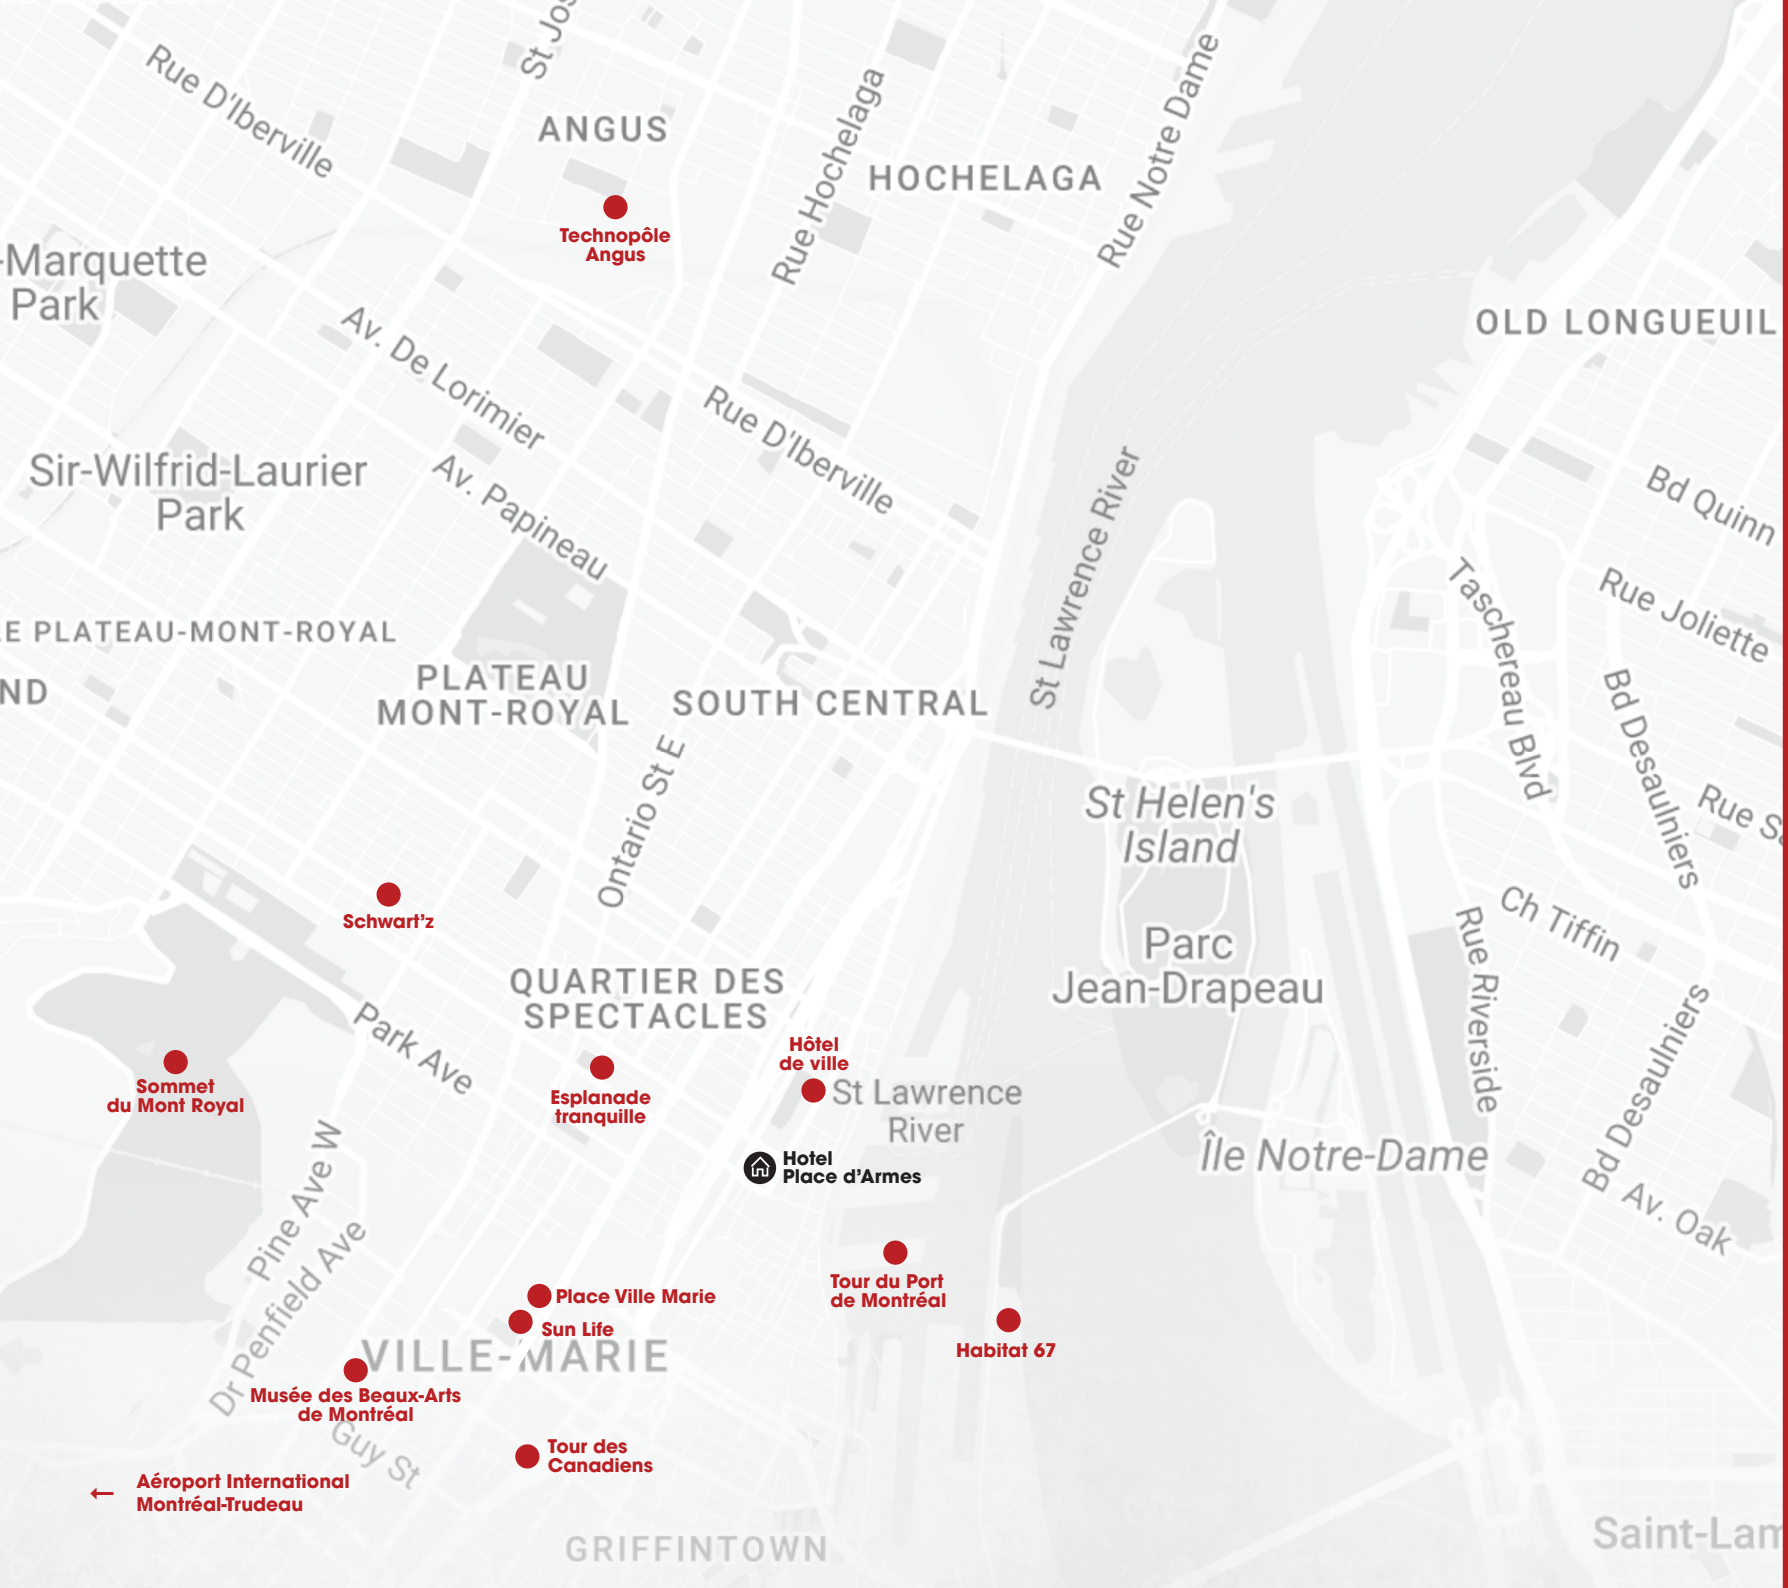 St Jos
Rue D'Iberville
ANGUS
Rue Hochelaga
Rue Notre Dame
HOCHELAGA
Technopôle
Angus
-Marquette
Park
OLD LONGUEUIL
Av. De Lorimier
Rue D'Iberville
Sir-Wilfrid-Laurier
Park
Av. Papineau
St Lawrence River
Bd Quinn
Taschereau Blvd
Rue Joliette
LE PLATEAU-MONT-ROYAL
ND
PLATEAU
MONT-ROYAL
SOUTH CENTRAL
Bd Desaulniers
Ontario St E
St Helen's
Island
Rue S
Schwart'z
Ch Tiffin
Parc
Jean-Drapeau
Rue Riverside
QUARTIER DES
SPECTACLES
Park Ave
Hôtel
de ville
Sommet
du Mont Royal
Esplanade
tranquille
St Lawrence
River
Bd Desaulniers
Île Notre-Dame
Hotel
Place d'Armes
Pine Ave W
Av. Oak
Dr Penfield Ave
Tour du Port
de Montréal
Place Ville Marie
Sun Life
Habitat 67
VILLE-MARIE
Musée des Beaux-Arts
de Montréal
Guy St
Tour des
Canadiens
Aéroport International
Montréal-Trudeau
GRIFFINTOWN
Saint-Lam